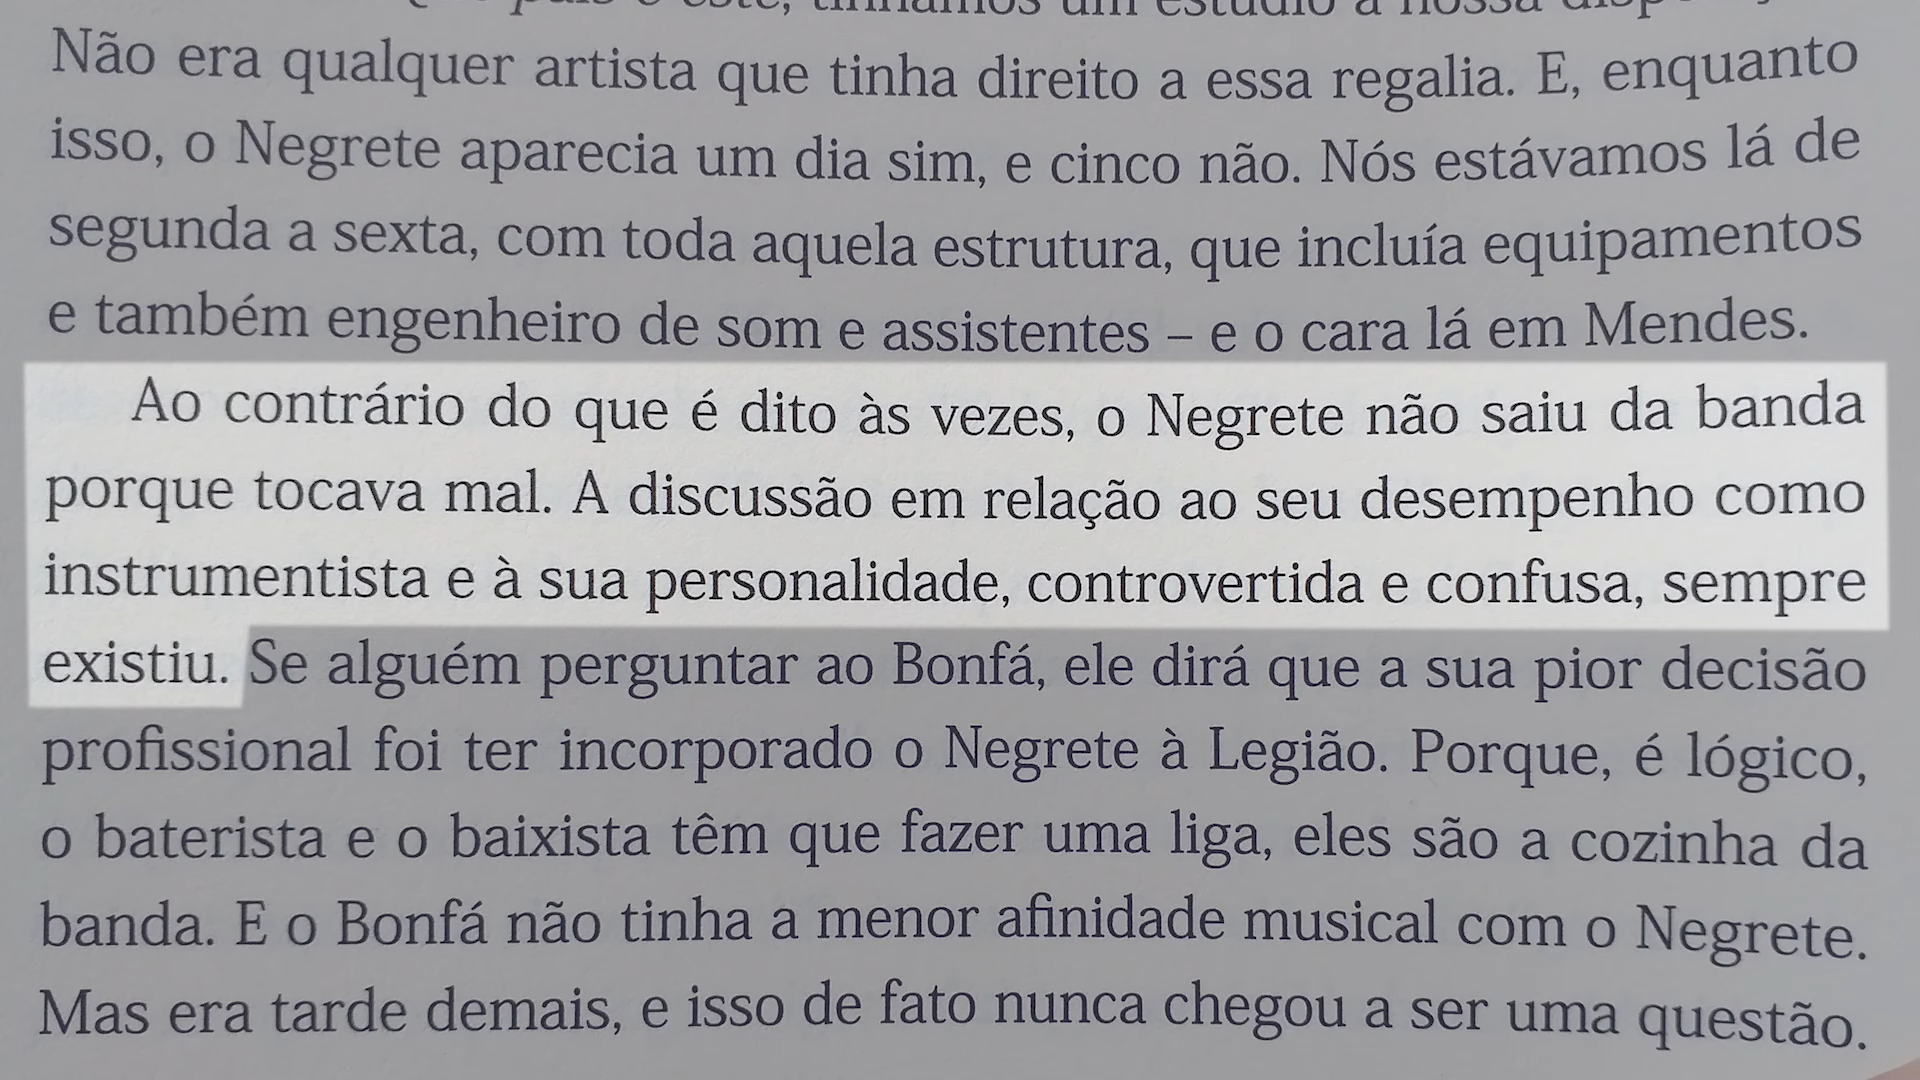 país é este, tínhamos um estúdio à nossa
Não era qualquer artista que tinha direito a essa regalia. E, enquanto
isso, o Negrete aparecia um dia sim, e cinco não. Nós estávamos lá de
segunda a sexta, com toda aquela estrutura, que incluía equipamentos
e também engenheiro de som e assistentes – e o cara lá em Mendes.
Ao contrário do que é dito às vezes, o Negrete não saiu da banda
porque tocava mal. A discussão em relação ao seu desempenho como
instrumentista e à sua personalidade, controvertida e confusa, sempre
existiu. Se alguém perguntar ao Bonfá, ele dirá que a sua pior decisão
profissional foi ter incorporado o Negrete à Legião. Porque, é lógico,
o baterista e o baixista têm que fazer uma liga, eles são a cozinha da
banda. E o Bonfá não tinha a menor afinidade musical com o Negrete.
Mas era tarde demais, e isso de fato nunca chegou a ser uma questão.